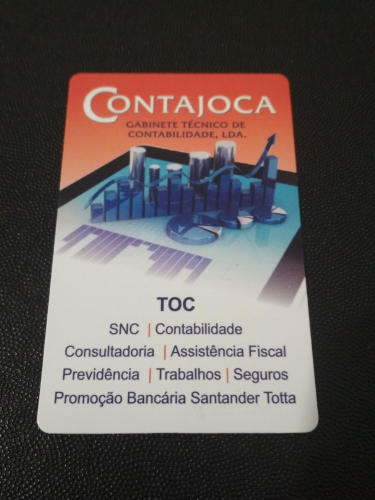 CONTAJOCA
GABINETE TÉCNICO DE
CONTABILIDADE, LDA.
TOC
SNC | Contabilidade
Consultadoria | Assistência Fiscal
Previdência | Trabalhos | Seguros
Promoção Bancária Santander Totta